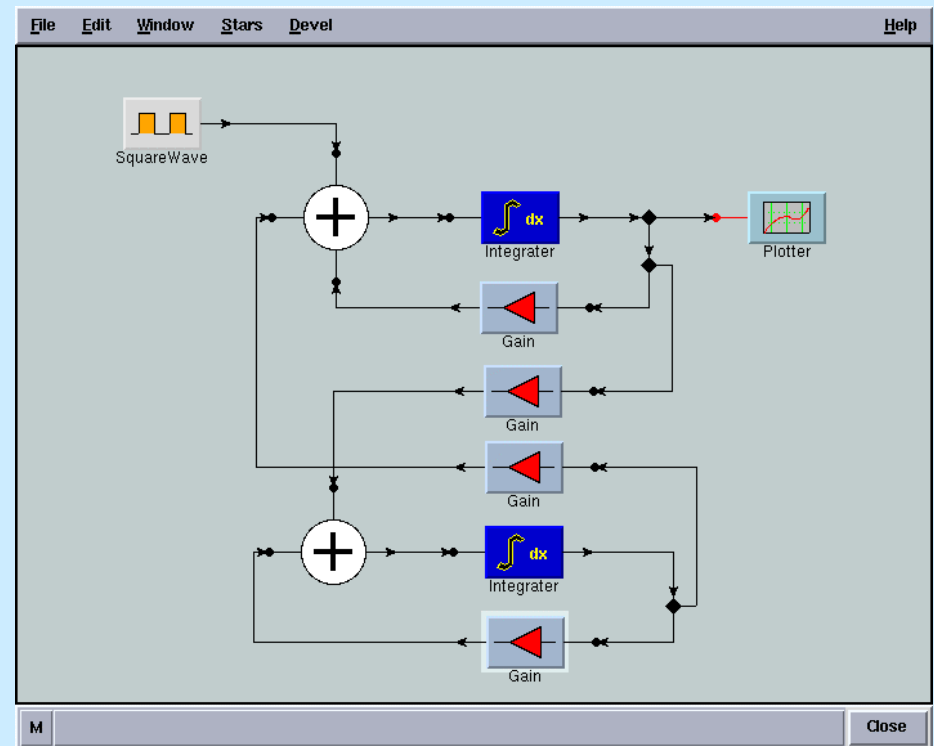 File Edit Window Stars Devel Help
SquareWave
dx
Integrater
Plotter
Gain
Gain
Gain
dx
Integrater
Gain
M Close